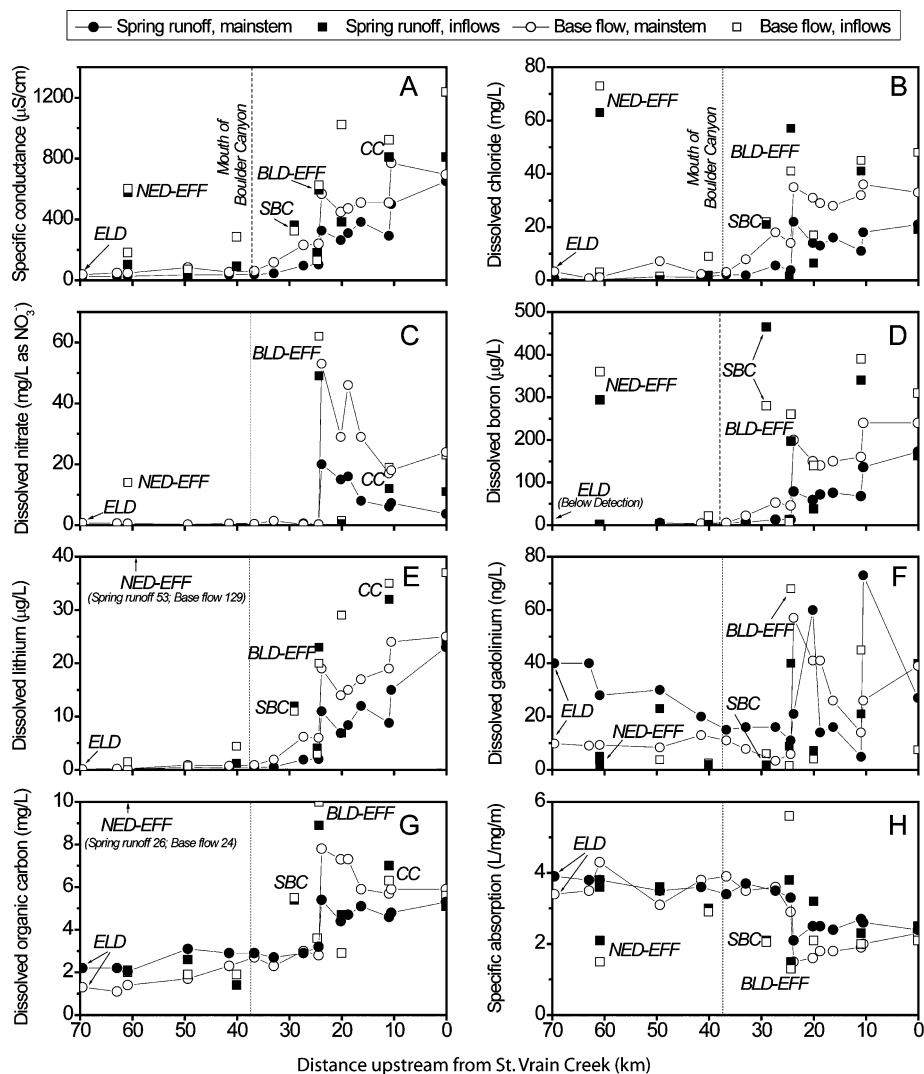 Spring runoff, mainstem Spring runoff, inflows Base flow, mainstem Base flow, inflows
A
Specific conductance (µS/cm)
1200
800
400
0
ELD
NED-EFF
Mouth of
Boulder Canyon
SBC
BLD-EFF
CC
B
Dissolved chloride (mg/L)
80
60
40
20
0
ELD
NED-EFF
Mouth of
Boulder Canyon
SBC
BLD-EFF
C
Dissolved nitrate (mg/L as NO3-)
60
40
20
0
ELD
NED-EFF
BLD-EFF
CC
D
Dissolved boron (µg/L)
500
400
300
200
100
0
ELD
(Below Detection)
NED-EFF
SBC
BLD-EFF
E
Dissolved lithium (µg/L)
40
30
20
10
0
NED-EFF
(Spring runoff 53; Base flow 129)
ELD
SBC
BLD-EFF
CC
F
Dissolved gadolinium (ng/L)
80
60
40
20
0
ELD
NED-EFF
SBC
BLD-EFF
G
Dissolved organic carbon (mg/L)
10
8
6
4
2
0
NED-EFF
(Spring runoff 26; Base flow 24)
ELD
SBC
BLD-EFF
CC
70 60 50 40 30 20 10 0
H
Specific absorption (L/mg/m)
6
4
2
0
ELD
NED-EFF
SBC
BLD-EFF
70 60 50 40 30 20 10 0
Distance upstream from St. Vrain Creek (km)